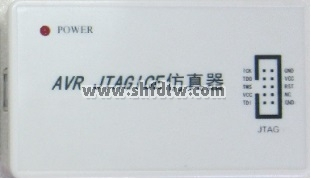 POWER
AVR JTAGICE仿真器
www.shfdtw.com
TCK GND
TDO VCC
TMS RST
VCC NC
TDI GND
JTAG